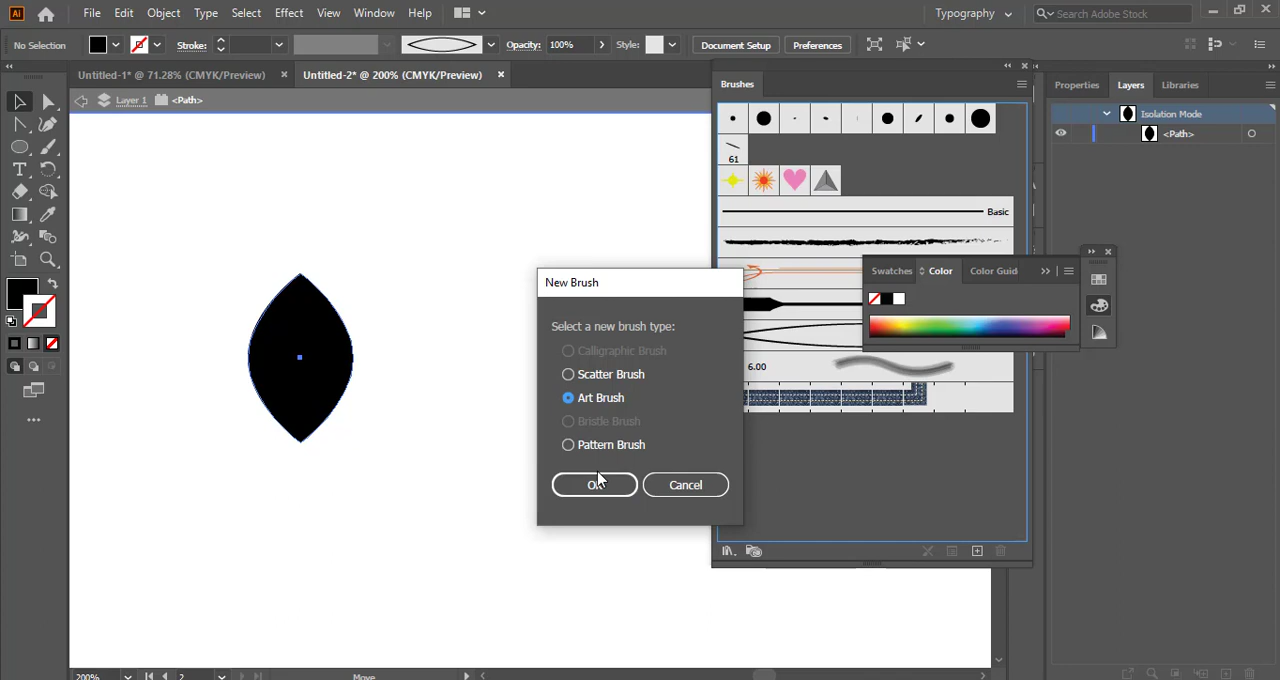 Ai File Edit Object Type Select Effect View Window Help Typography Search Adobe Stock
No Selection Stroke: Opacity: 100% Style: Document Setup Preferences
Untitled-1* @ 71.28% (CMYK/Preview) Untitled-2* @ 200% (CMYK/Preview)
Brushes
Properties Layers Libraries
Layer 1 <Path>
Isolation Mode
<Path>
61
Basic
Swatches Color Color Guid
New Brush
Select a new brush type:
Calligraphic Brush
Scatter Brush
Art Brush
Bristle Brush
Pattern Brush
Cancel
6.00
200% 2 Move